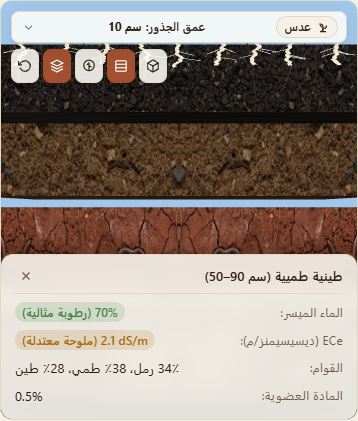 عدس
عمق الجذور: سم 10
طينية طميية (سم 90–50)
الماء الميسر: 70% (رطوبة مثالية)
ECe (ديسيسيمنز/م): 2.1 dS/m (ملوحة معتدلة)
القوام: 34٪ رمل، 38٪ طمي، 28٪ طين
المادة العضوية: 0.5%